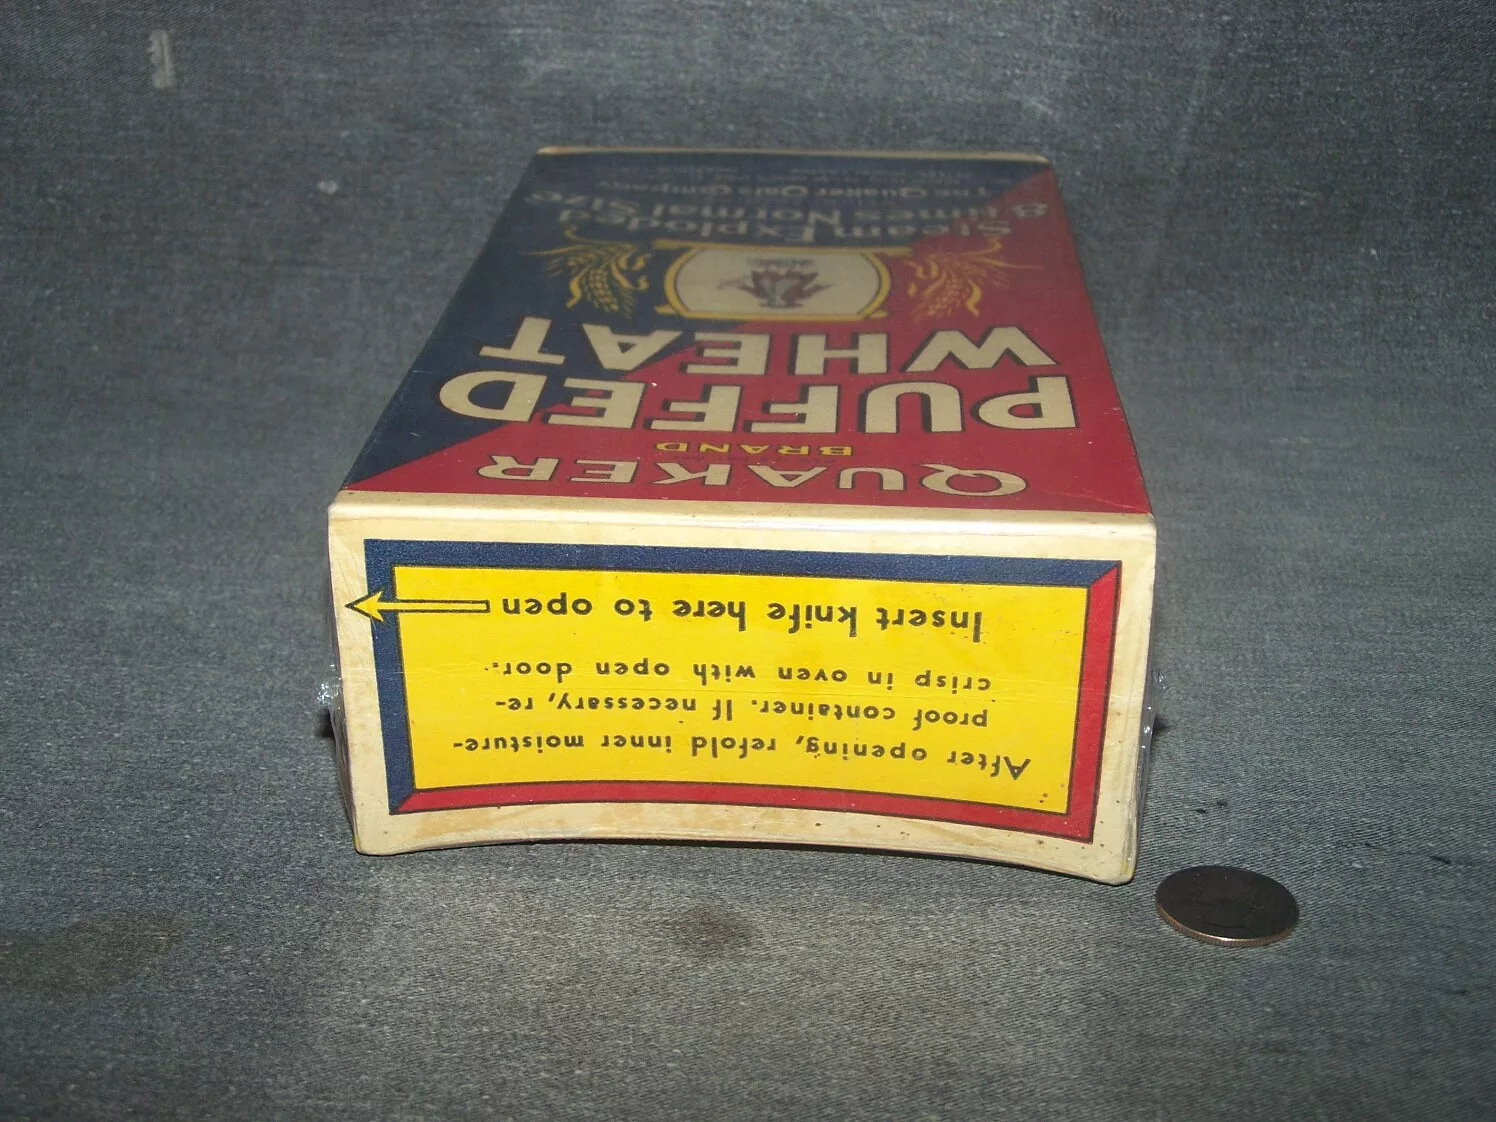 After opening, refold inner moisture-
proof container. If necessary, re-
crisp in oven with open door.
Insert knife here to open
QUAKER
BRAND
PUFFED
WHEAT
Steam Exploded
8 Times Normal Size
The Quaker Oats Company